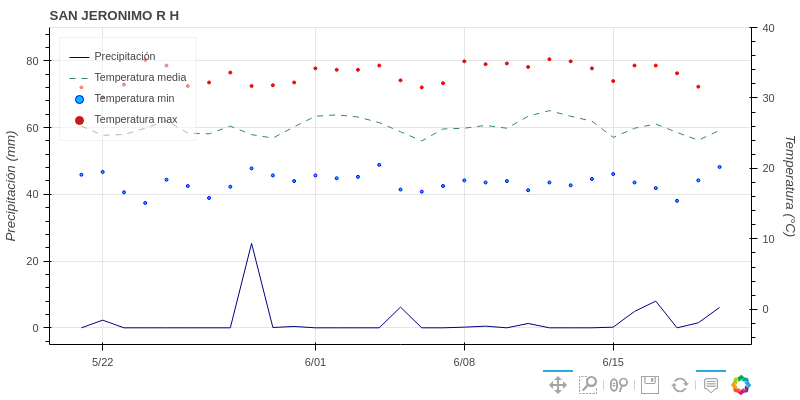 SAN JERONIMO R H
Precipitación
Temperatura media
Temperatura min
Temperatura max
Precipitación (mm)
80
60
40
20
0
Temperatura (°C)
40
30
20
10
0
5/22
6/01
6/08
6/15